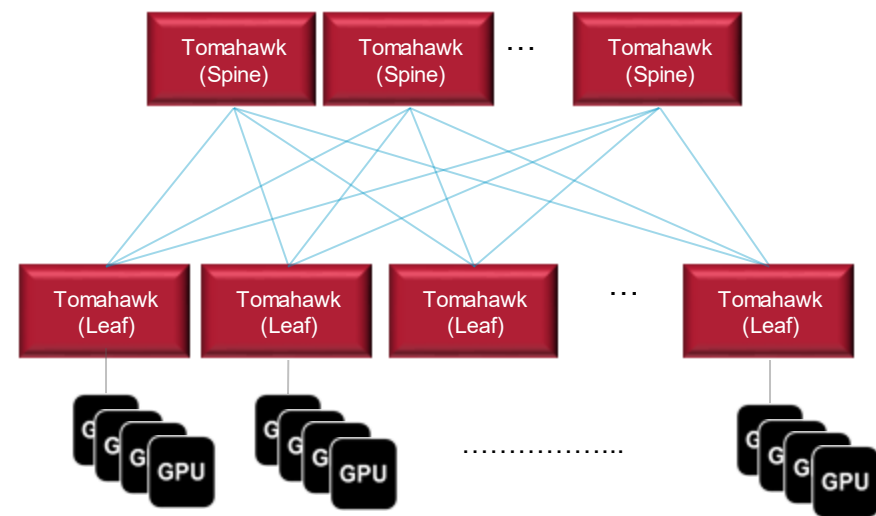 Tomahawk
(Spine)
Tomahawk
(Spine)
...
Tomahawk
(Spine)
Tomahawk
(Leaf)
Tomahawk
(Leaf)
Tomahawk
(Leaf)
...
Tomahawk
(Leaf)
G
G
G
GPU
G
G
G
GPU
....................
G
G
G
GPU